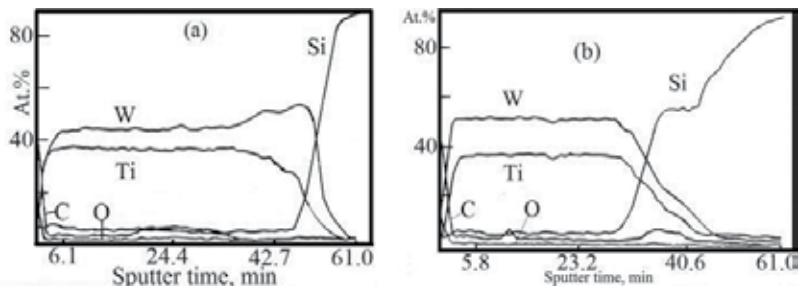 (a)
80
Si
At.%
W
40
Ti
C
O
6.1
24.4
42.7
61.0
Sputter time, min
At.%
80
(b)
Si
W
40
Ti
C
O
5.8
23.2
40.6
61.0
Sputter time, min